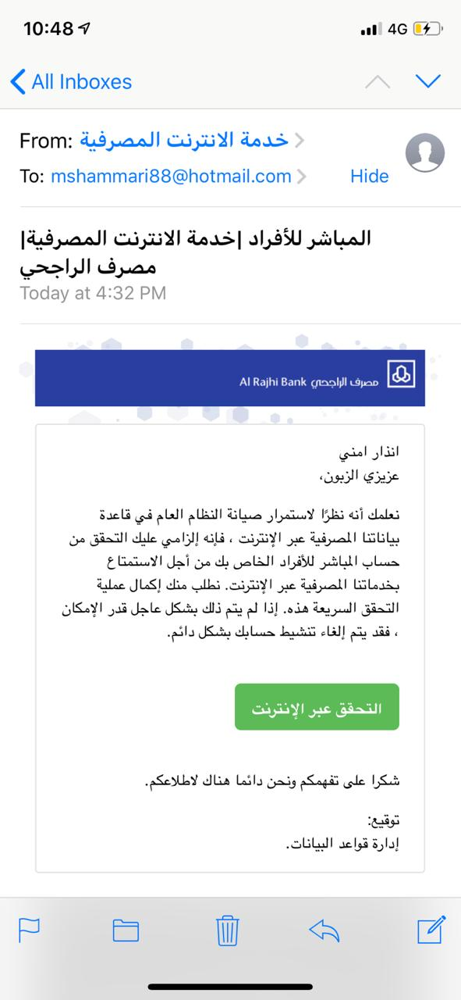 10:48
4G
All Inboxes
From: خدمة الانترنت المصرفية
To: mshammari88@hotmail.com
Hide
المباشر للأفراد |خدمة الانترنت المصرفية|
مصرف الراجحي
Today at 4:32 PM
مصرف الراجحي Al Rajhi Bank
انذار امني
عزيزي الزبون،
نعلمك أنه نظرًا لاستمرار صيانة النظام العام في قاعدة
بياناتنا المصرفية عبر الإنترنت ، فإنه إلزامي عليك التحقق من
حساب المباشر للأفراد الخاص بك من أجل الاستمتاع
بخدماتنا المصرفية عبر الإنترنت. نطلب منك إكمال عملية
التحقق السريعة هذه. إذا لم يتم ذلك بشكل عاجل قدر الإمكان
، فقد يتم إلغاء تنشيط حسابك بشكل دائم.
التحقق عبر الإنترنت
شكرا على تفهمكم ونحن دائما هناك لاطلاعكم.
توقيع:
إدارة قواعد البيانات.